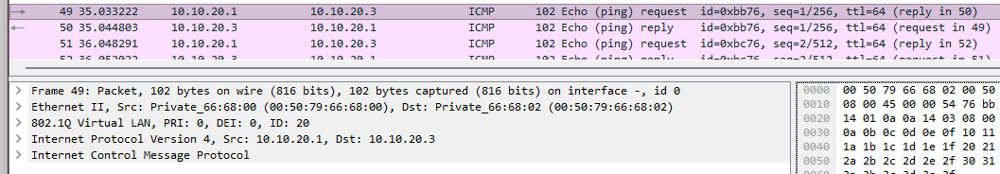 49 35.033222 10.10.20.1 10.10.20.3 ICMP 102 Echo (ping) request id=0xbb76, seq=1/256, ttl=64 (reply in 50)
50 35.044803 10.10.20.3 10.10.20.1 ICMP 102 Echo (ping) reply id=0xbb76, seq=1/256, ttl=64 (request in 49)
51 36.048291 10.10.20.1 10.10.20.3 ICMP 102 Echo (ping) request id=0xbc76, seq=2/512, ttl=64 (reply in 52)
52 36.052022 10.10.20.3 10.10.20.1 ICMP 102 Echo (ping) reply id=0xbc76, seq=2/512, ttl=64 (request in 51)
Frame 49: Packet, 102 bytes on wire (816 bits), 102 bytes captured (816 bits) on interface -, id 0
Ethernet II, Src: Private_66:68:00 (00:50:79:66:68:00), Dst: Private_66:68:02 (00:50:79:66:68:02)
802.1Q Virtual LAN, PRI: 0, DEI: 0, ID: 20
Internet Protocol Version 4, Src: 10.10.20.1, Dst: 10.10.20.3
Internet Control Message Protocol
0000 00 50 79 66 68 02 00 50
0010 08 00 45 00 00 54 76 bb
0020 14 01 0a 0a 14 03 08 00
0030 0a 0b 0c 0d 0e 0f 10 11
0040 1a 1b 1c 1d 1e 1f 20 21
0050 2a 2b 2c 2d 2e 2f 30 31